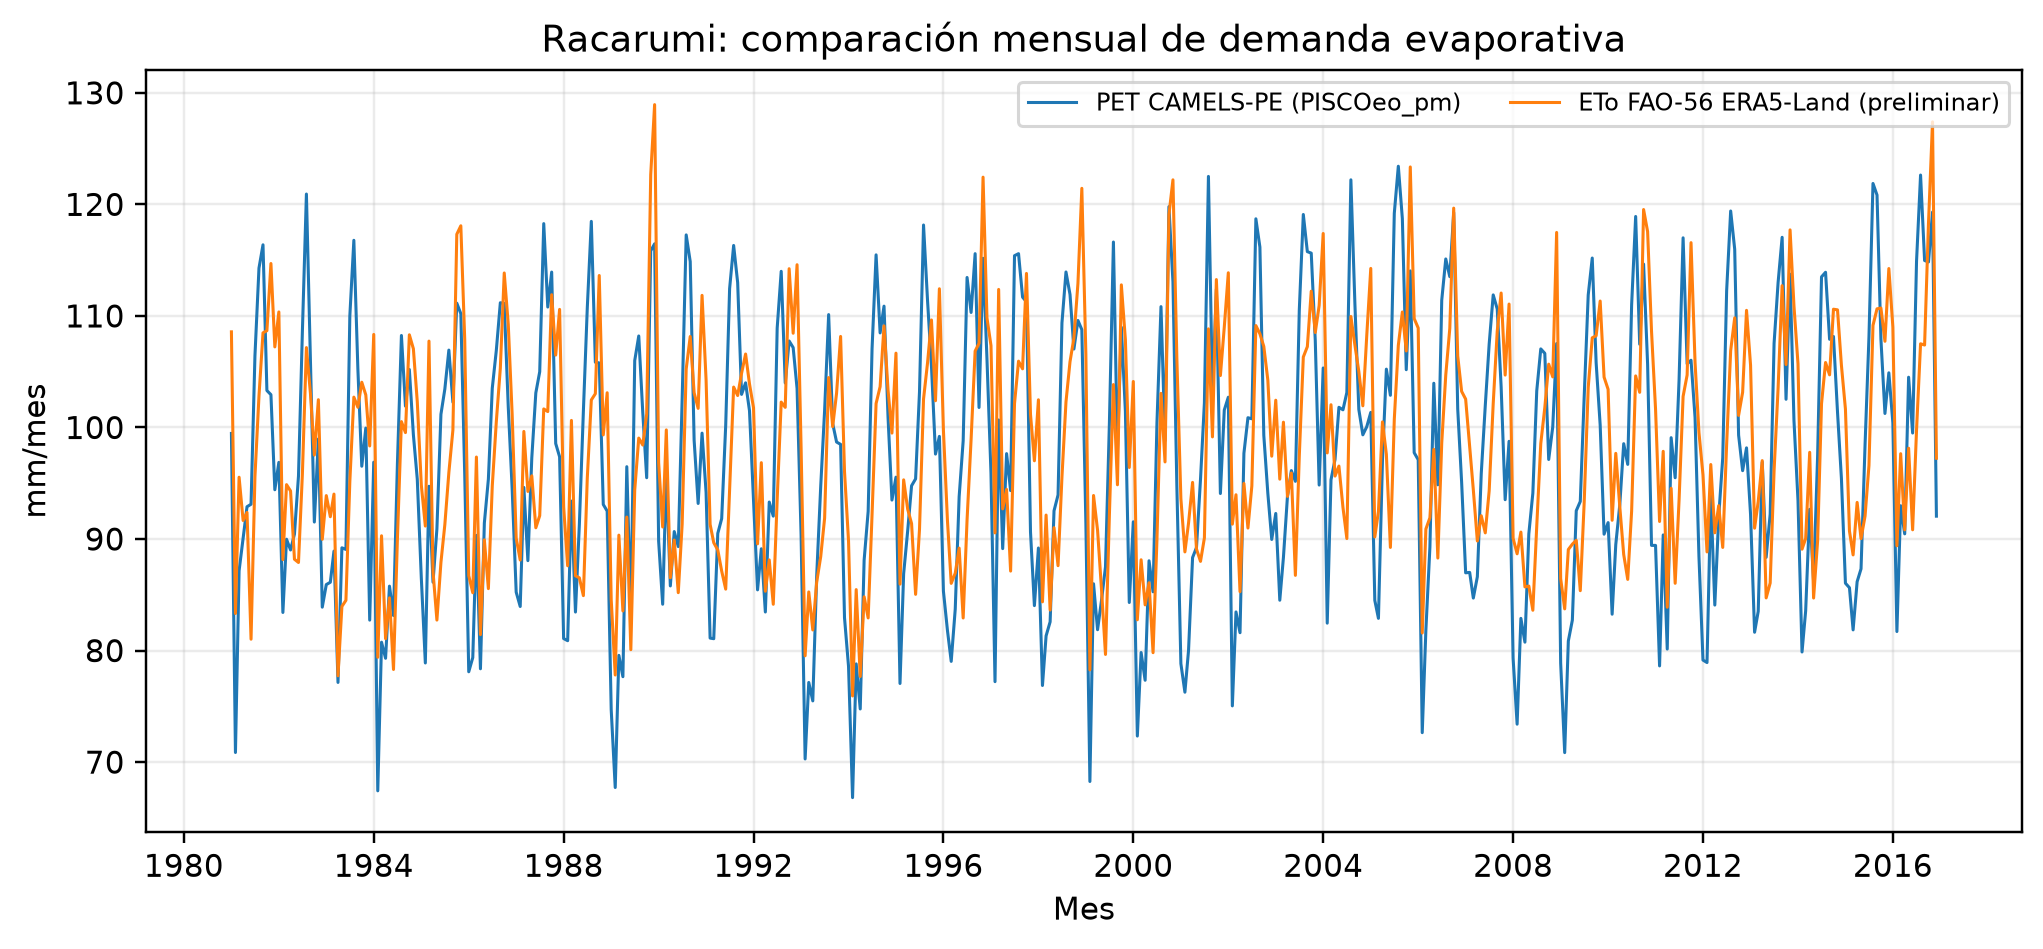 Racarumi: comparación mensual de demanda evaporativa
PET CAMELS-PE (PISCOeo_pm)
ETo FAO-56 ERA5-Land (preliminar)
mm/mes
130
120
110
100
90
80
70
1980 1984 1988 1992 1996 2000 2004 2008 2012 2016
Mes